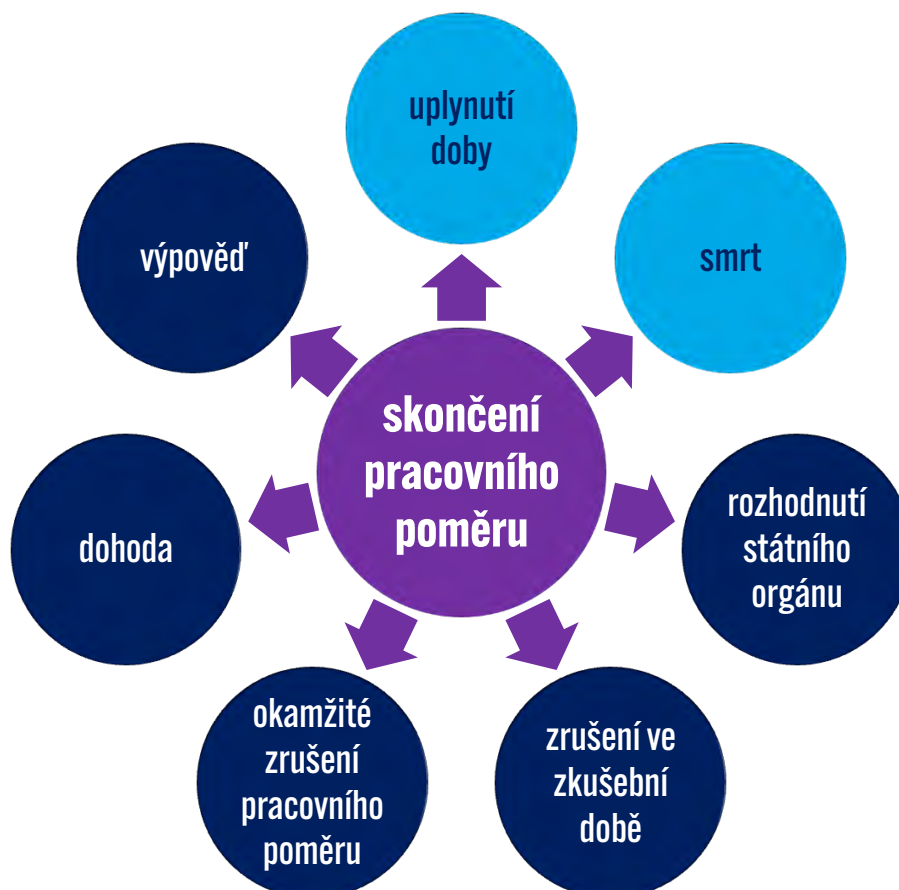 uplynutí
doby
smrt
výpověď
skončení
pracovního
poměru
rozhodnutí
státního
orgánu
dohoda
okamžité
zrušení
pracovního
poměru
zrušení ve
zkušební
době